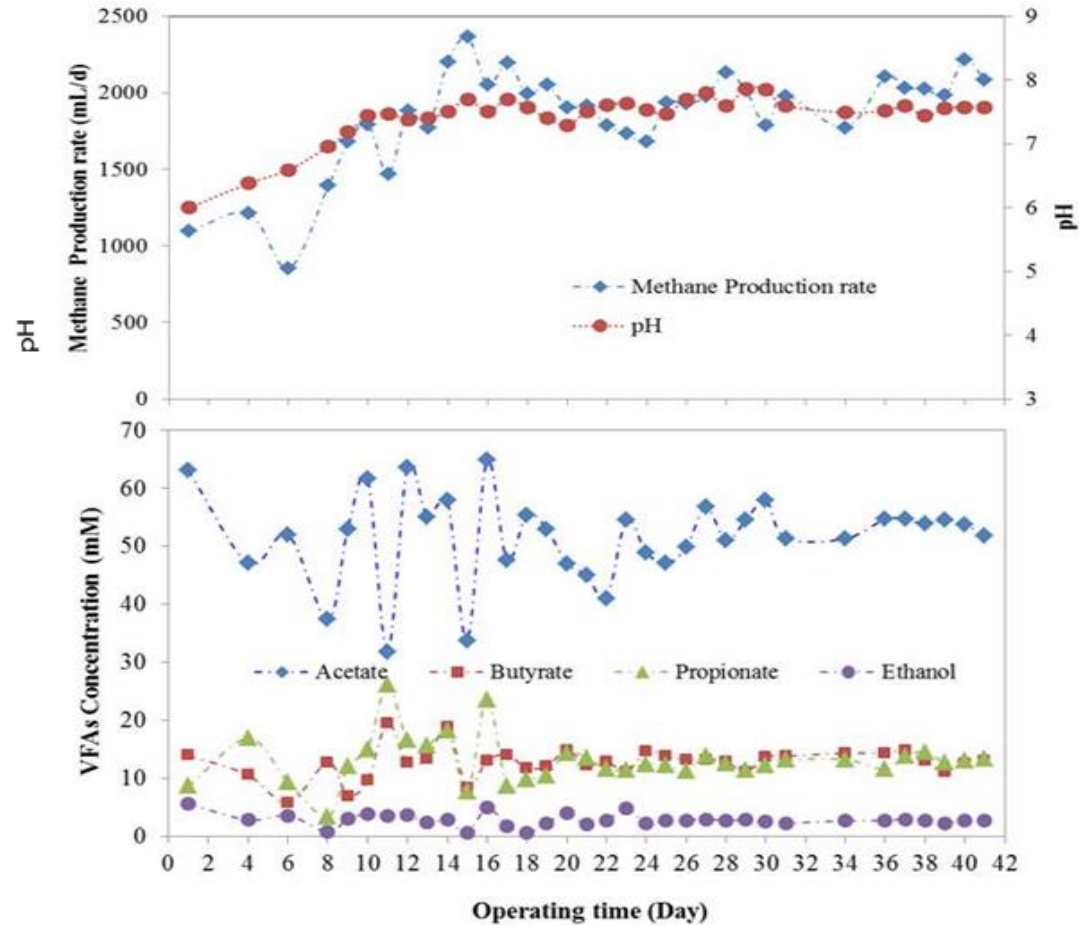 2500
2000
1500
1000
500
0
Methane Production rate (mL/d)
pH
9
8
7
6
5
4
3
pH
Methane Production rate
pH
70
60
50
40
30
20
10
0
VFAs Concentration (mM)
Acetate Butyrate Propionate Ethanol
0 2 4 6 8 10 12 14 16 18 20 22 24 26 28 30 32 34 36 38 40 42
Operating time (Day)